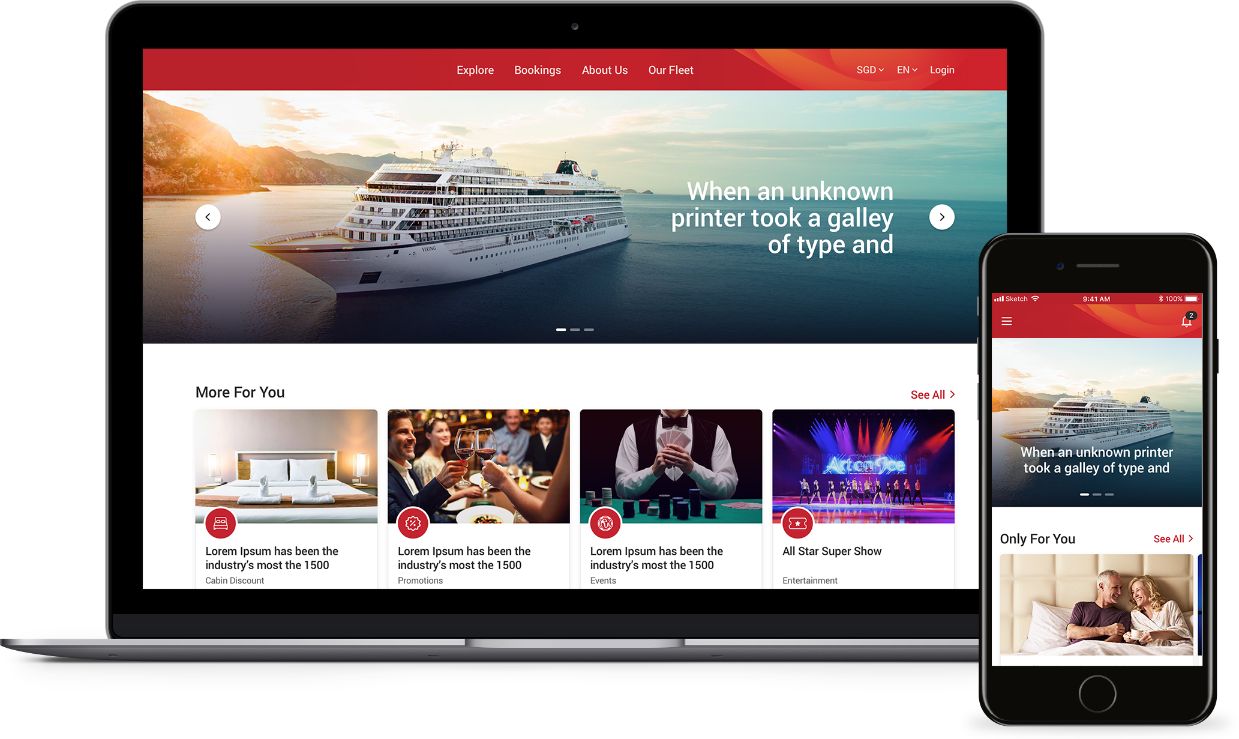 Explore Bookings About Us Our Fleet SGD EN Login
When an unknown
printer took a galley
of type and
VIKING
More For You
See All
Art on Ice
Lorem Ipsum has been the
industry's most the 1500
Cabin Discount
Lorem Ipsum has been the
industry's most the 1500
Promotions
Lorem Ipsum has been the
industry's most the 1500
Events
All Star Super Show
Entertainment
Sketch 9:41 AM 100%
2
When an unknown printer
took a galley of type and
Only For You
See All